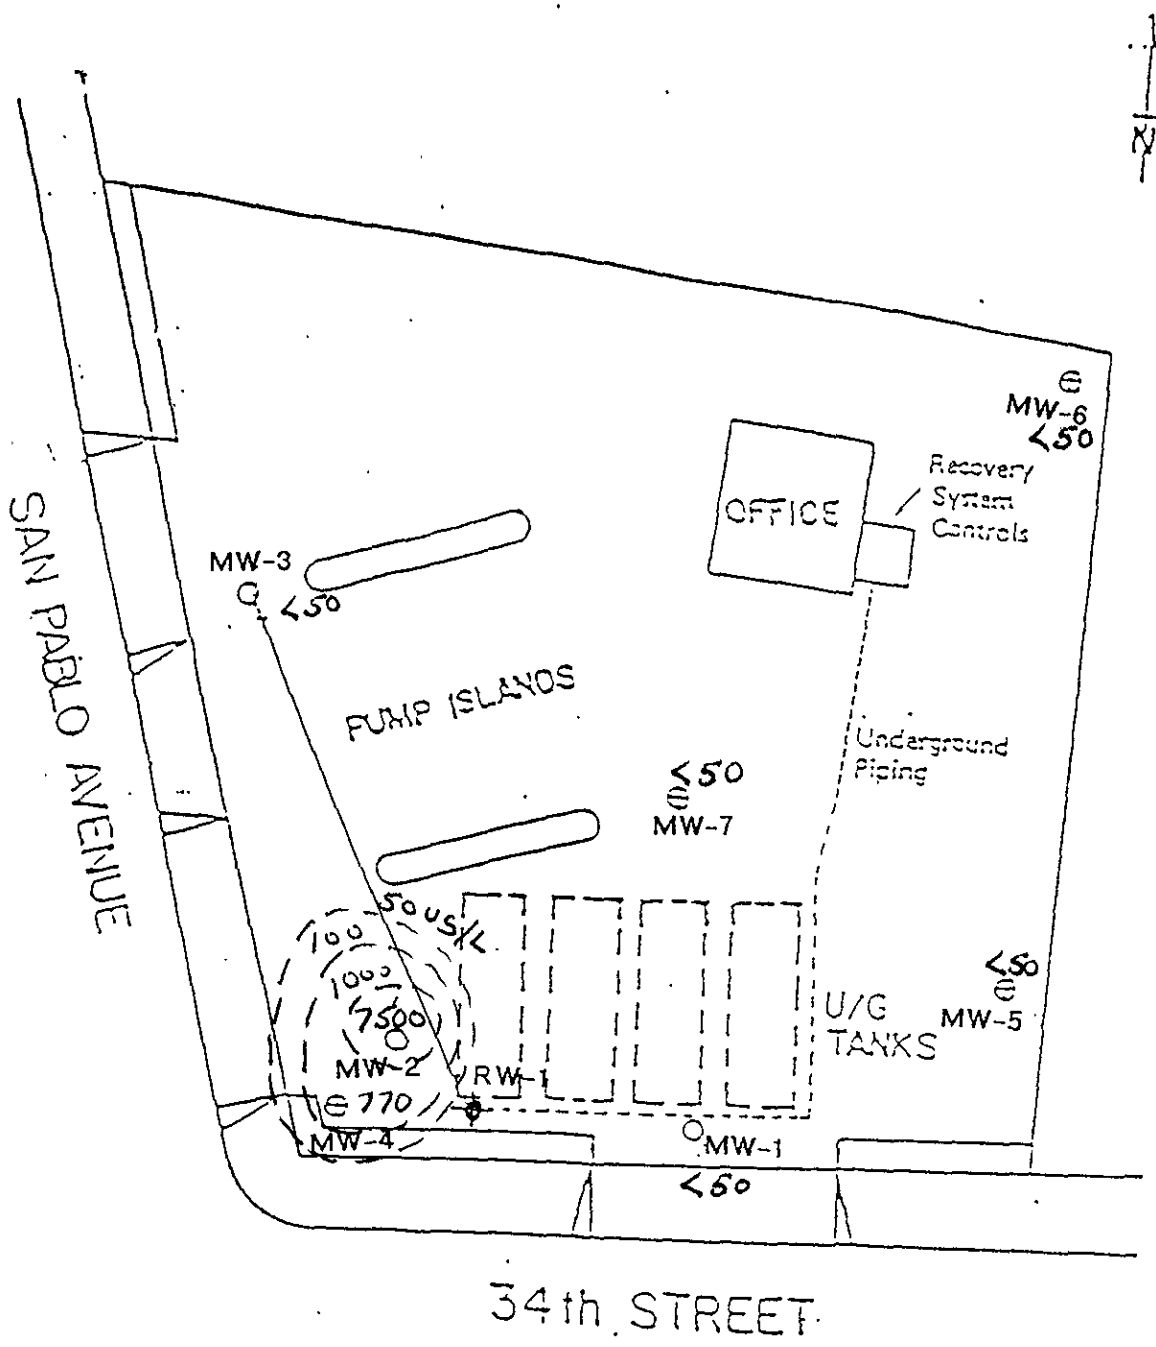 N
MW-6
<50
Recovery
System
Controls
OFFICE
MW-3
<50
SAN PABLO AVENUE
PUMP ISLANDS
Underground
Piping
<50
MW-7
50 ug/L
100
1000
7500
MW-2
RW-1
770
MW-4
U/G
TANKS
<50
MW-5
MW-1
<50
34th STREET